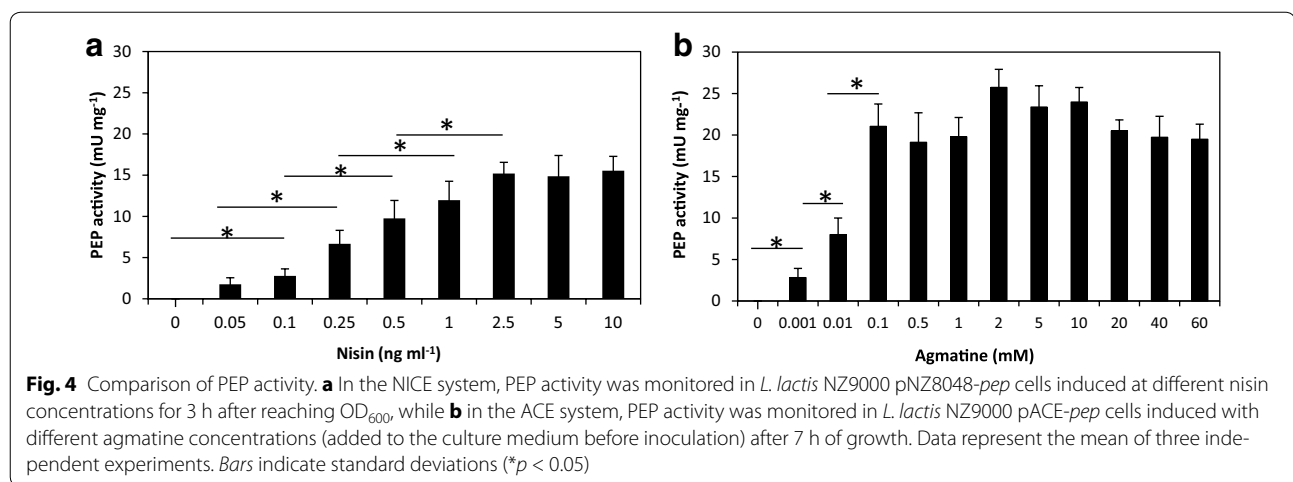 a
30
25
20
15
10
5
0
PEP activity (mU mg⁻¹)
* * * * *
0 0.05 0.1 0.25 0.5 1 2.5 5 10
Nisin (ng ml⁻¹)
b
30
25
20
15
10
5
0
PEP activity (mU mg-¹)
* * *
0 0.001 0.01 0.1 0.5 1 2 5 10 20 40 60
Agmatine (mM)
Fig. 4 Comparison of PEP activity. a In the NICE system, PEP activity was monitored in L. lactis NZ9000 pNZ8048-pep cells induced at different nisin
concentrations for 3 h after reaching OD₆₀₀, while b in the ACE system, PEP activity was monitored in L. lactis NZ9000 pACE-pep cells induced with
different agmatine concentrations (added to the culture medium before inoculation) after 7 h of growth. Data represent the mean of three inde-
pendent experiments. Bars indicate standard deviations (*p < 0.05)